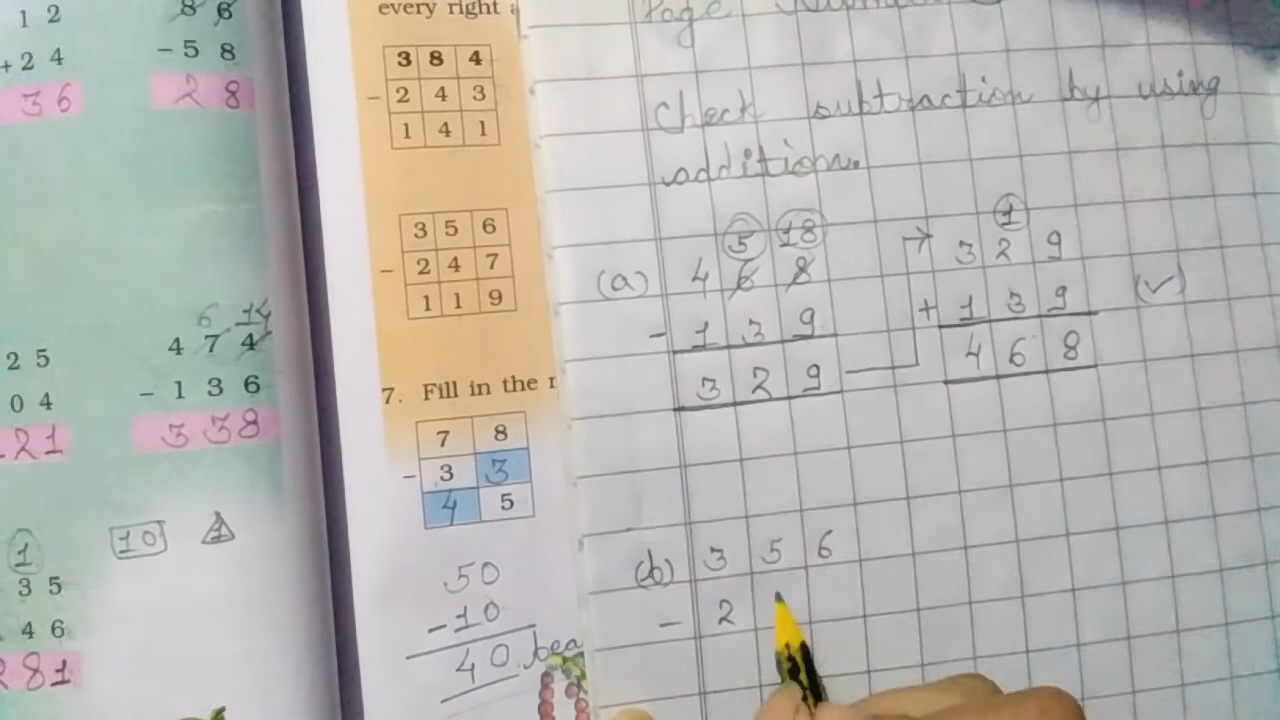 1 2
+ 2 4
3 6
8 6
- 5 8
2 8
2 5
0 4
21
6 14
4 7 4
- 1 3 6
3 3 8
1
3 5
4 6
281
10 1
every right
3 8 4
- 2 4 3
1 4 1
3 5 6
- 2 4 7
1 1 9
7. Fill in the
7 8
- 3 3
4 5
50
- 10
40 bea
Page
Check subtraction by using
addition.
5 18
(a) 4 6 8
- 1 3 9
3 2 9
1
→ 3 2 9
+ 1 3 9 (✓)
4 6 8
(b) 3 5 6
- 2